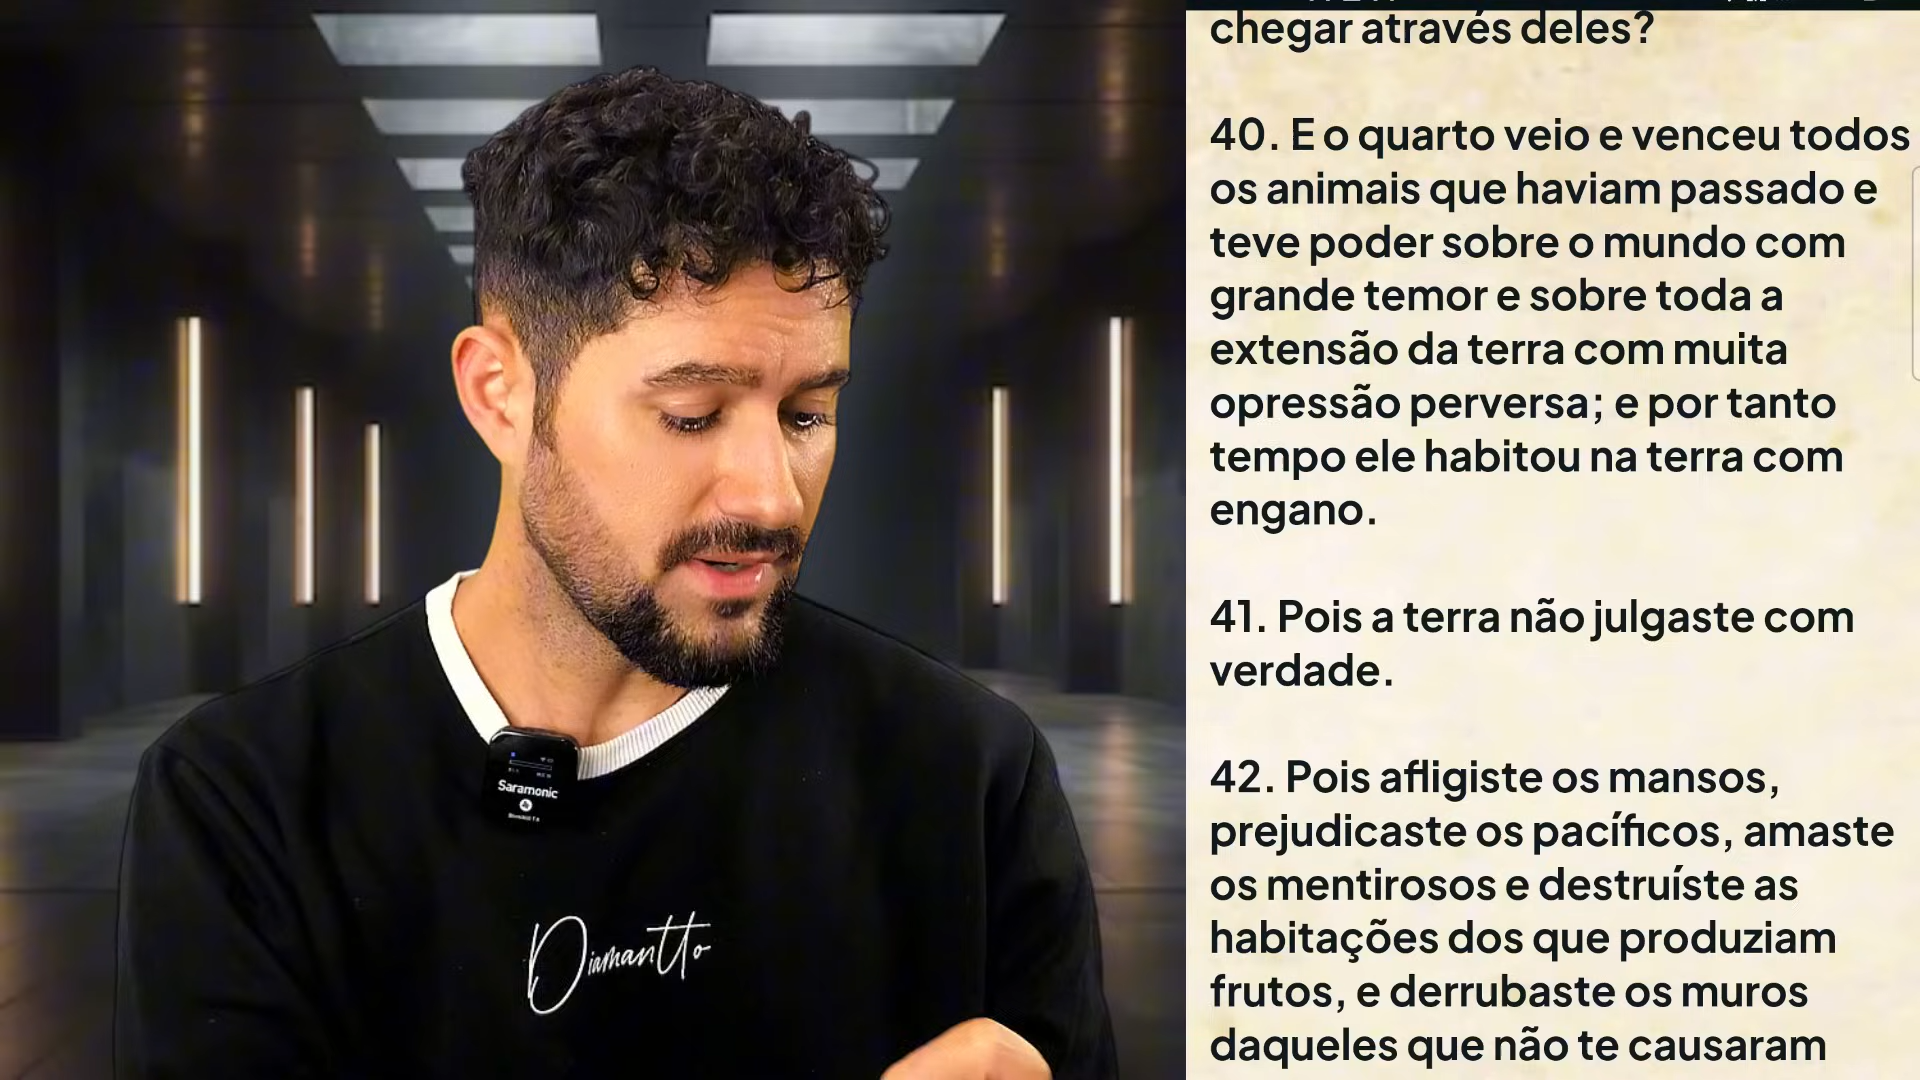 chegar através deles?
40. E o quarto veio e venceu todos
os animais que haviam passado e
teve poder sobre o mundo com
grande temor e sobre toda a
extensão da terra com muita
opressão perversa; e por tanto
tempo ele habitou na terra com
engano.
41. Pois a terra não julgaste com
verdade.
42. Pois afligiste os mansos,
prejudicaste os pacíficos, amaste
os mentirosos e destruíste as
habitações dos que produziam
frutos, e derrubaste os muros
daqueles que não te causaram
Saramonic
Diamantto